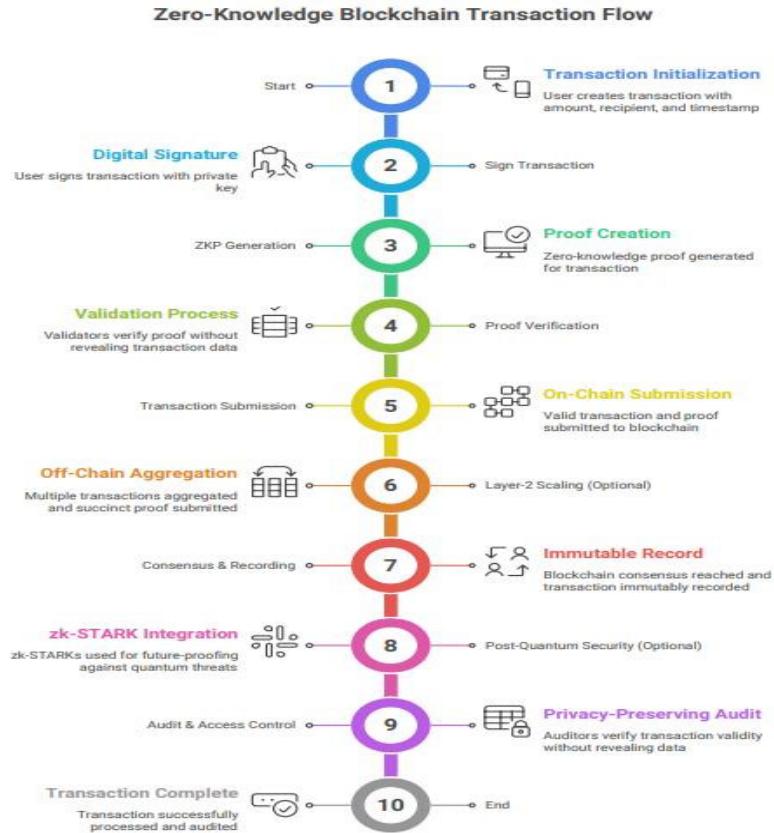 Zero-Knowledge Blockchain Transaction Flow
Start
1
Transaction Initialization
User creates transaction with
amount, recipient, and timestamp
Digital Signature
User signs transaction with private
key
2
Sign Transaction
ZKP Generation
3
Proof Creation
Zero-knowledge proof generated
for transaction
Validation Process
Validators verify proof without
revealing transaction data
4
Proof Verification
Transaction Submission
5
On-Chain Submission
Valid transaction and proof
submitted to blockchain
Off-Chain Aggregation
Multiple transactions aggregated
and succinct proof submitted
6
Layer-2 Scaling (Optional)
Consensus & Recording
7
Immutable Record
Blockchain consensus reached and
transaction immutably recorded
zk-STARK Integration
zk-STARKs used for future-proofing
against quantum threats
8
Post-Quantum Security (Optional)
Audit & Access Control
9
Privacy-Preserving Audit
Auditors verify transaction validity
without revealing data
Transaction Complete
Transaction successfully
processed and audited
10
End